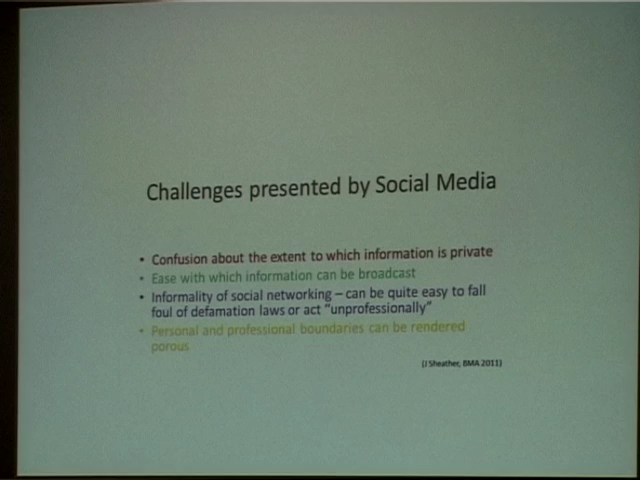 Challenges presented by Social Media
• Confusion about the extent to which information is private
• Ease with which information can be broadcast
• Informality of social networking – can be quite easy to fall
foul of defamation laws or act “unprofessionally”
• Personal and professional boundaries can be rendered
porous
(J Sheather, BMA 2011)